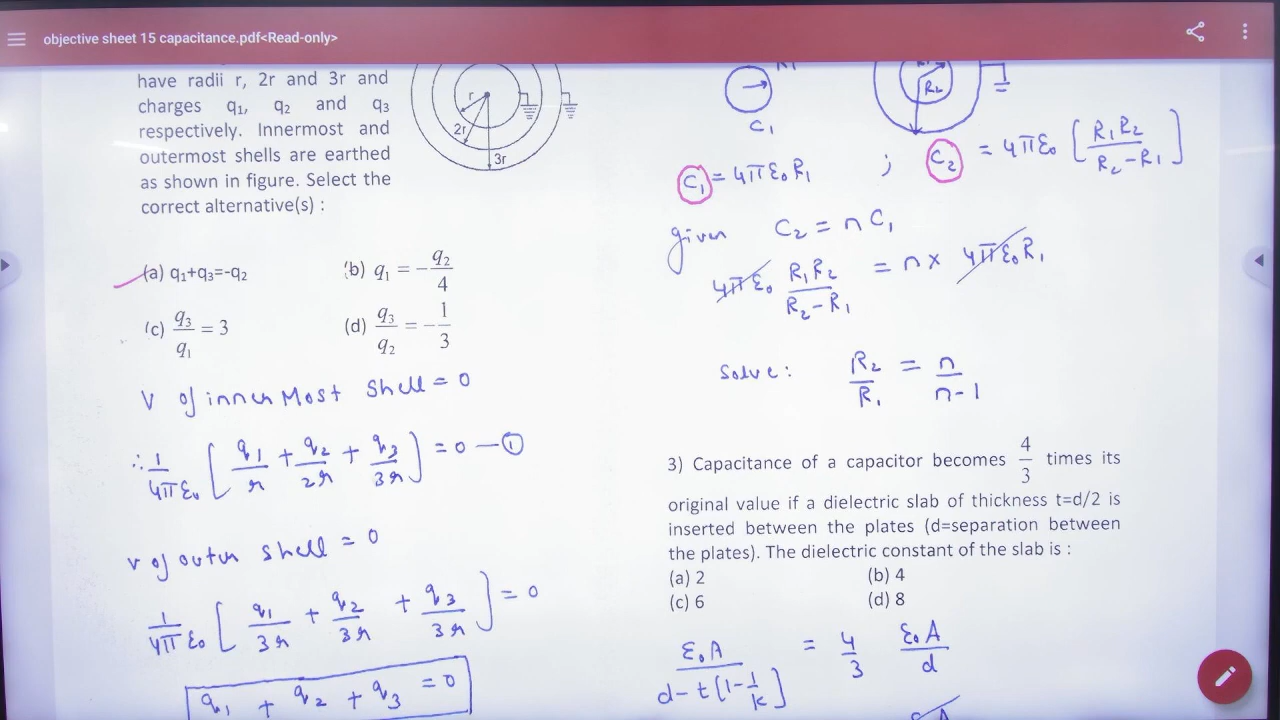 objective sheet 15 capacitance.pdf<Read-only>
have radii r, 2r and 3r and
charges q₁, q₂ and q₃
respectively. Innermost and
outermost shells are earthed
as shown in figure. Select the
correct alternative(s) :
r
2r
3r
(a) q₁+q₃=-q₂
(b) q₁ = -q₂/4
(c) q₃/q₁ = 3
(d) q₃/q₂ = -1/3
V of inner Most shell = 0
∴ 1/4πε₀ [q₁/r + q₂/2r + q₃/3r] = 0 — ①
V of outer shell = 0
1/4πε₀ [q₁/3r + q₂/3r + q₃/3r] = 0
q₁ + q₂ + q₃ = 0
R₂
C₁
C₁ = 4πε₀R₁ ; C₂ = 4πε₀ [R₁R₂/R₂-R₁]
given C₂ = nC₁
4πε₀ R₁R₂/R₂-R₁ = n× 4πε₀R₁
Solve : R₂/R₁ = n/n-1
3) Capacitance of a capacitor becomes 4/3 times its
original value if a dielectric slab of thickness t=d/2 is
inserted between the plates (d=separation between
the plates). The dielectric constant of the slab is :
(a) 2 (b) 4
(c) 6 (d) 8
ε₀A/d-t[1-1/k] = 4/3 ε₀A/d